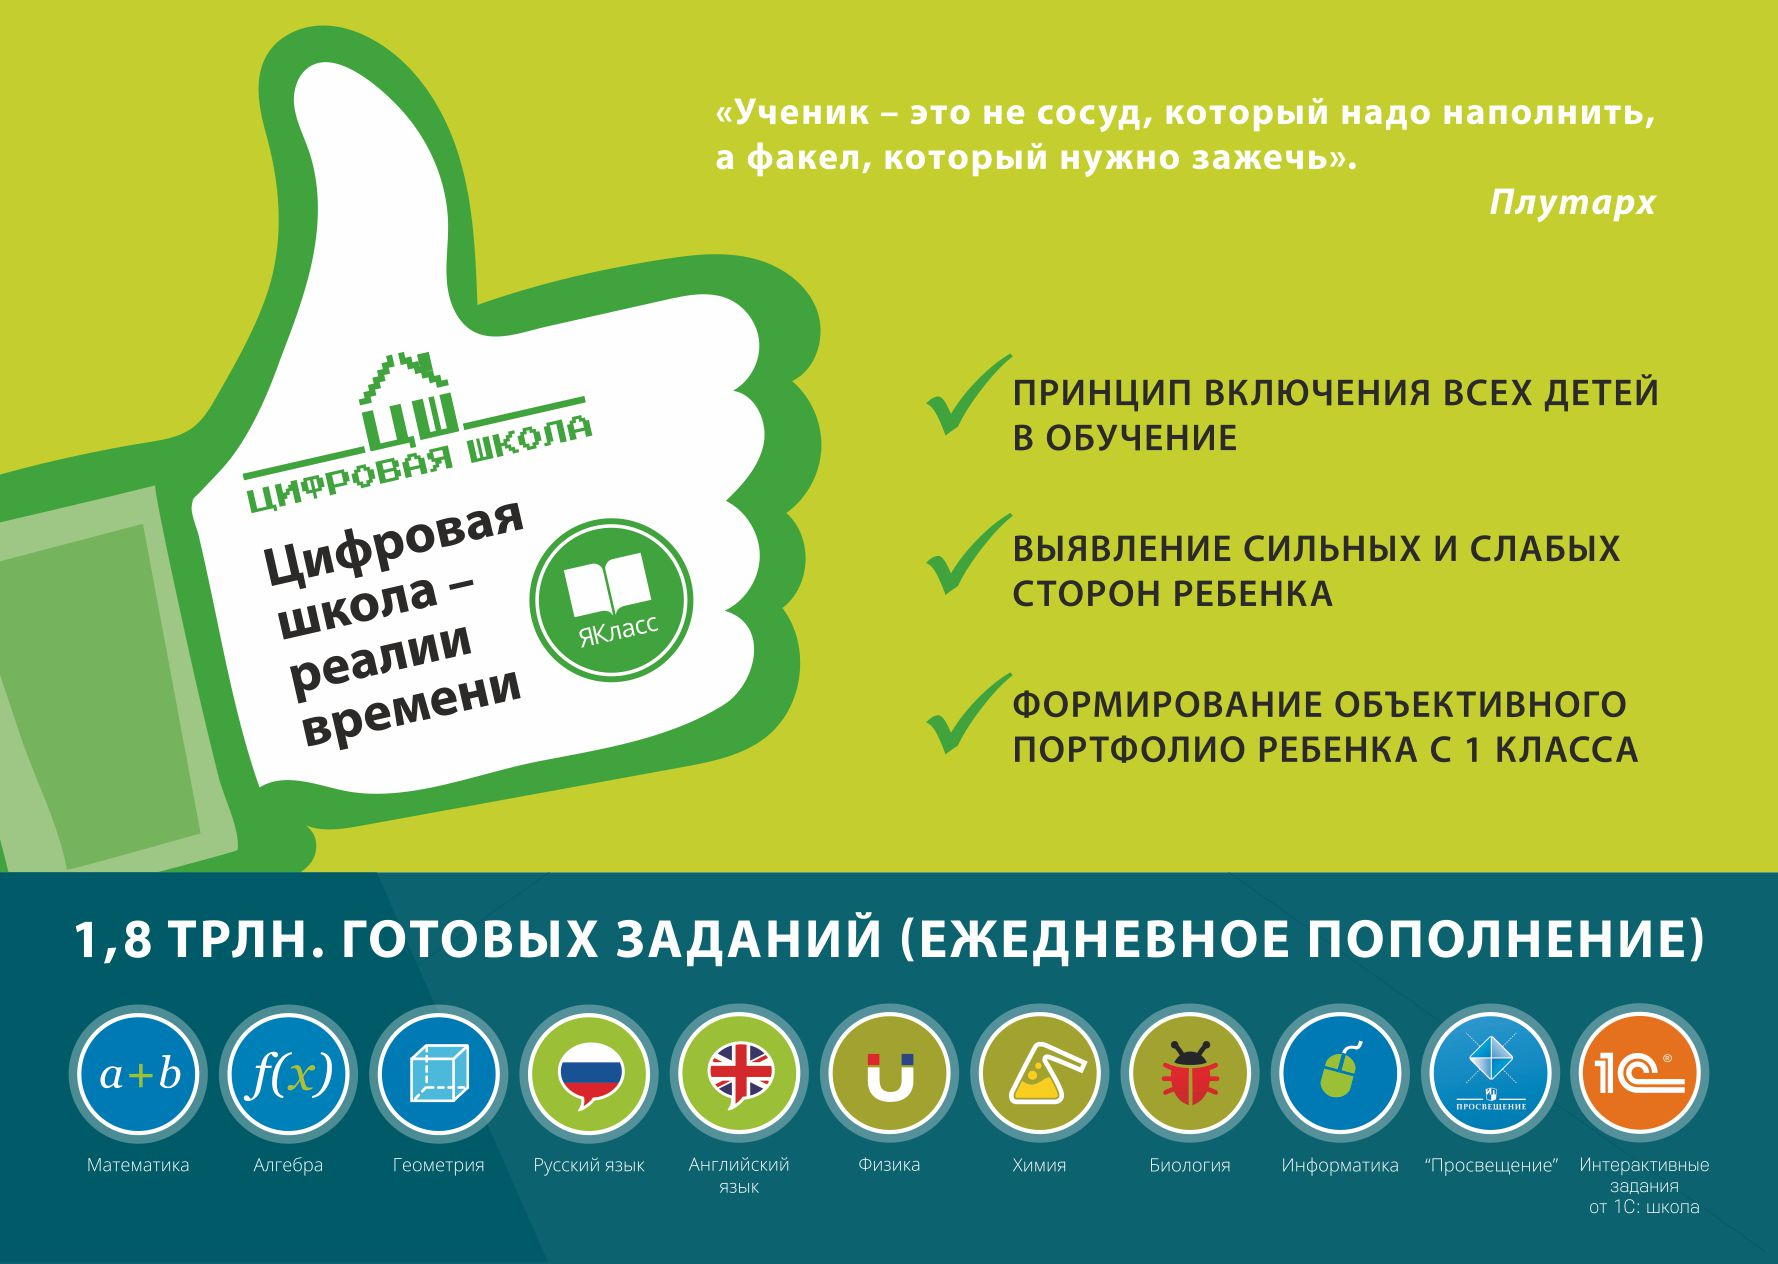 «Ученик – это не сосуд, который надо наполнить,
а факел, который нужно зажечь».
Плутарх
ЦШ
ЦИФРОВАЯ ШКОЛА
Цифровая
школа –
реалии
времени
ЯКласс
ПРИНЦИП ВКЛЮЧЕНИЯ ВСЕХ ДЕТЕЙ
В ОБУЧЕНИЕ
ВЫЯВЛЕНИЕ СИЛЬНЫХ И СЛАБЫХ
СТОРОН РЕБЕНКА
ФОРМИРОВАНИЕ ОБЪЕКТИВНОГО
ПОРТФОЛИО РЕБЕНКА С 1 КЛАССА
1,8 ТРЛН. ГОТОВЫХ ЗАДАНИЙ (ЕЖЕДНЕВНОЕ ПОПОЛНЕНИЕ)
a+b
f(x)
ПРОСВЕЩЕНИЕ
1С®
Математика
Алгебра
Геометрия
Русский язык
Английский
язык
Физика
Химия
Биология
Информатика
“Просвещение”
Интерактивные
задания
от 1С: школа